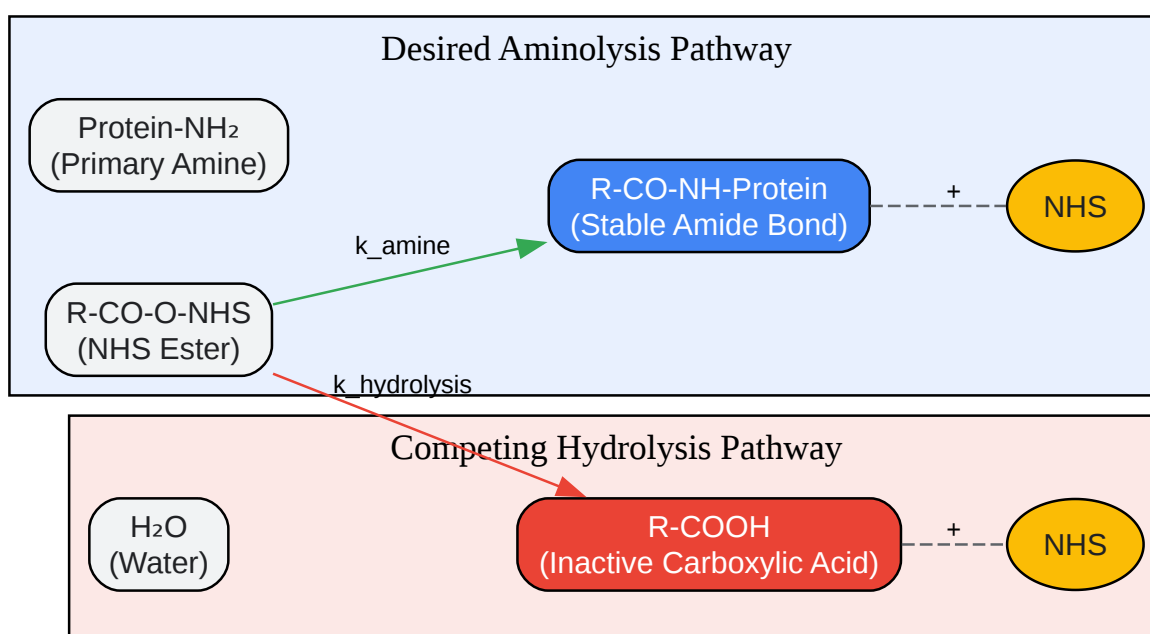 Desired Aminolysis Pathway
Protein-NH₂
(Primary Amine)
R-CO-NH-Protein
(Stable Amide Bond)
+
NHS
k_amine
R-CO-O-NHS
(NHS Ester)
k_hydrolysis
Competing Hydrolysis Pathway
H₂O
(Water)
R-COOH
(Inactive Carboxylic Acid)
+
NHS